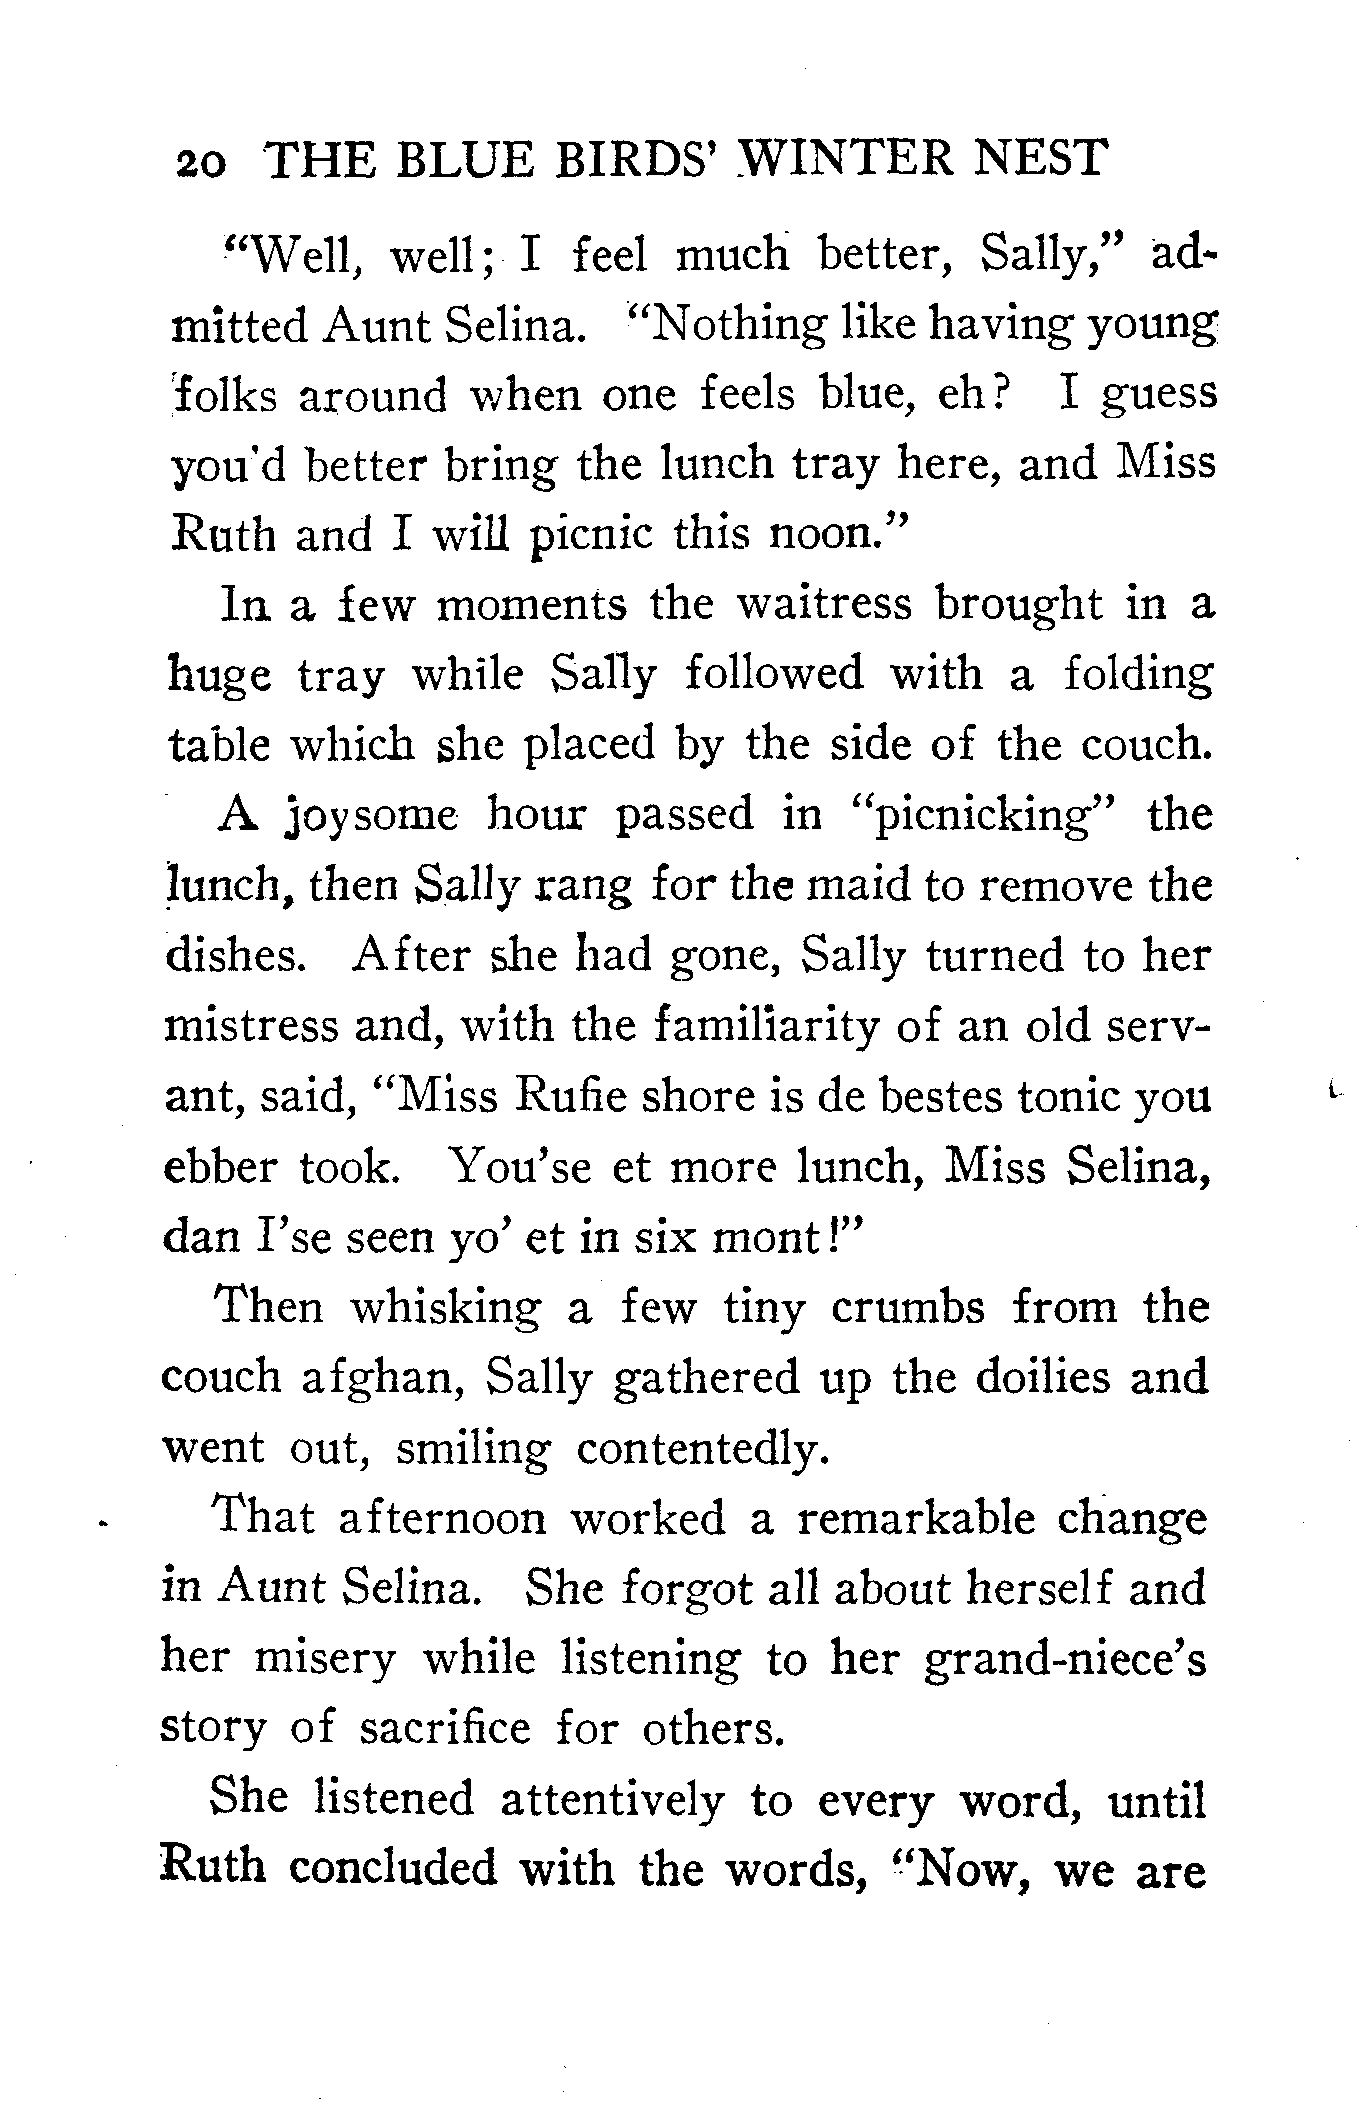 20 THE BLUE BIRDS' WINTER NEST
"Well, well; I feel much better, Sally," ad-
mitted Aunt Selina. "Nothing like having young
folks around when one feels blue, eh? I guess
you'd better bring the lunch tray here, and Miss
Ruth and I will picnic this noon."
In a few moments the waitress brought in a
huge tray while Sally followed with a folding
table which she placed by the side of the couch.
A joysome hour passed in "picnicking" the
lunch, then Sally rang for the maid to remove the
dishes. After she had gone, Sally turned to her
mistress and, with the familiarity of an old serv-
ant, said, "Miss Rufie shore is de bestes tonic you
ebber took. You'se et more lunch, Miss Selina,
dan I'se seen yo' et in six mont!"
Then whisking a few tiny crumbs from the
couch afghan, Sally gathered up the doilies and
went out, smiling contentedly.
That afternoon worked a remarkable change
in Aunt Selina. She forgot all about herself and
her misery while listening to her grand-niece's
story of sacrifice for others.
She listened attentively to every word, until
Ruth concluded with the words, "Now, we are